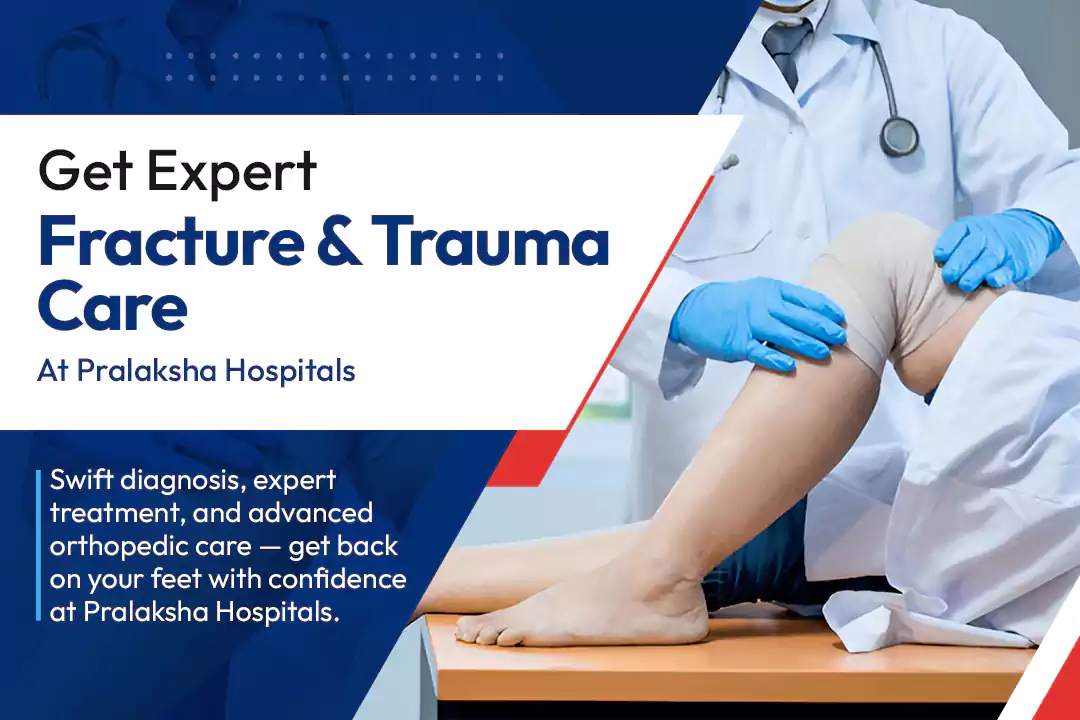 Get Expert
Fracture & Trauma
Care
At Pralaksha Hospitals
Swift diagnosis, expert
treatment, and advanced
orthopedic care — get back
on your feet with confidence
at Pralaksha Hospitals.